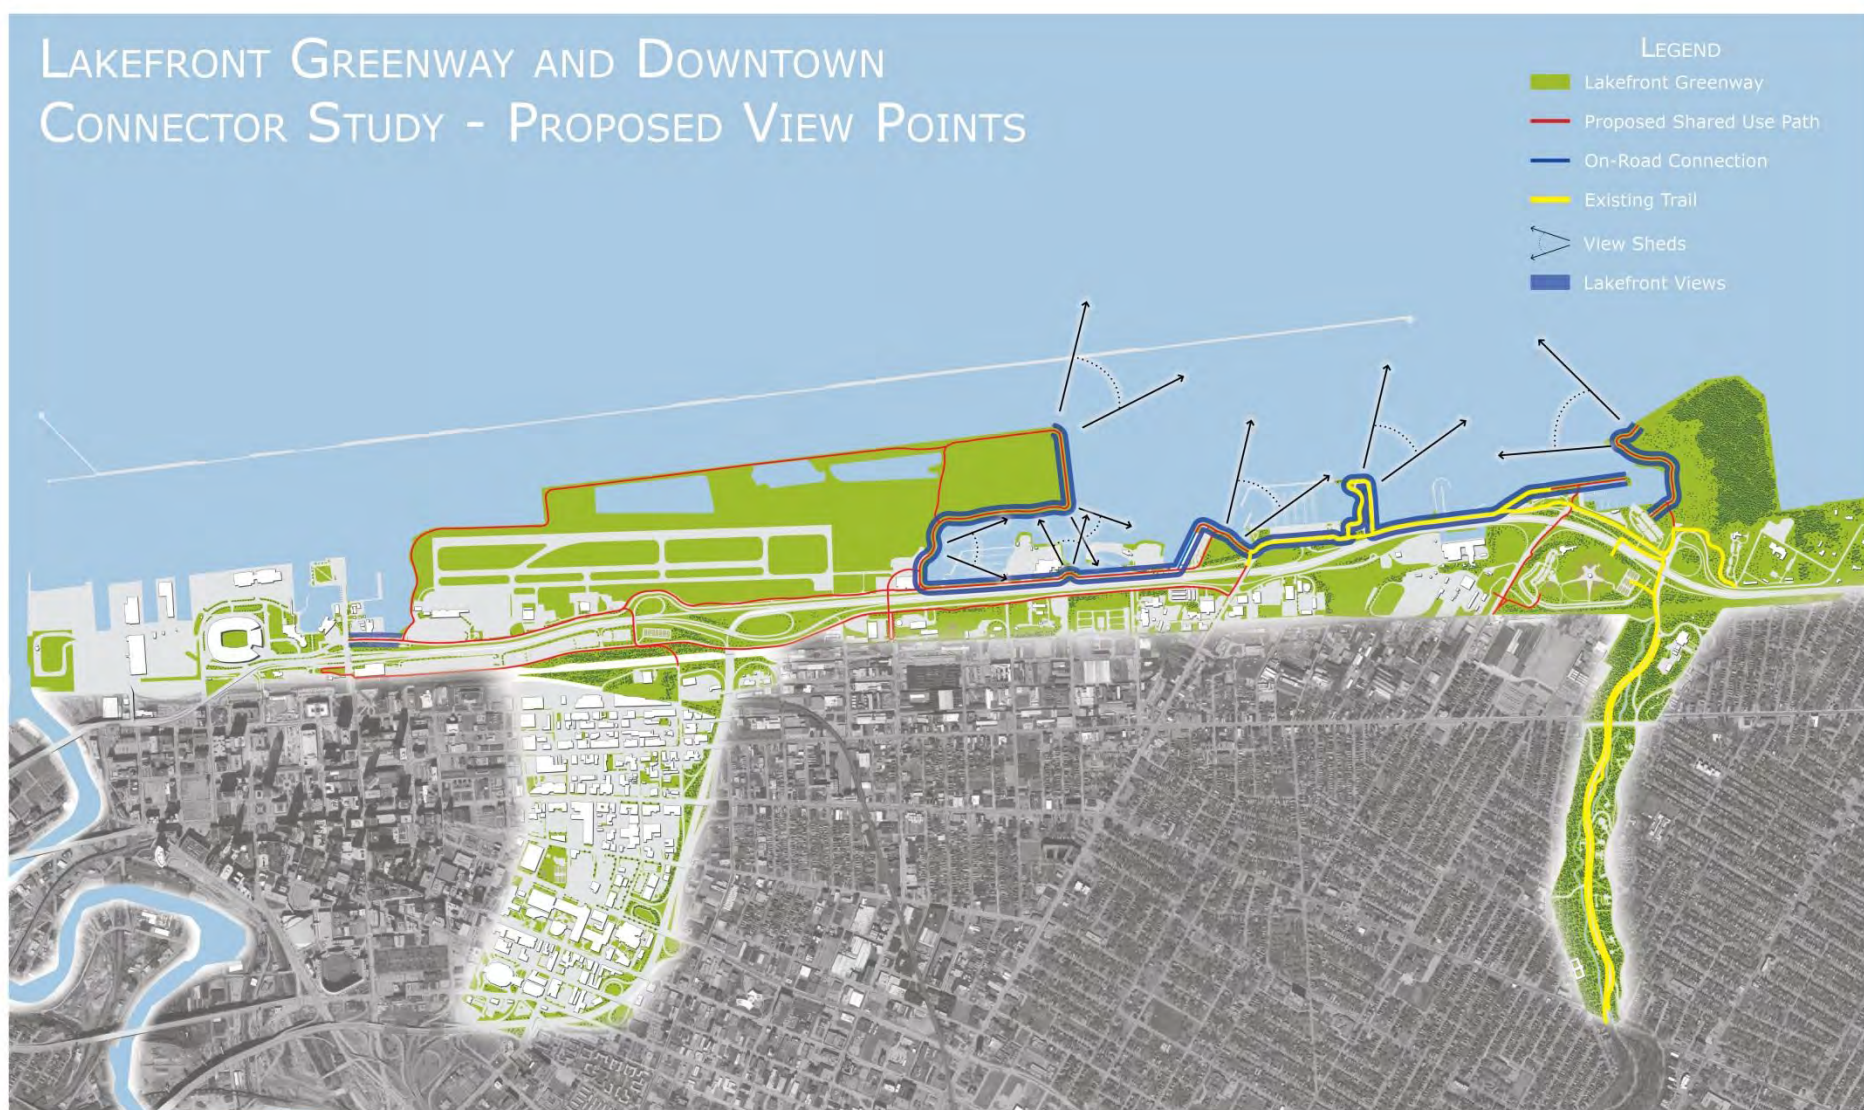 LAKEFRONT GREENWAY AND DOWNTOWN
CONNECTOR STUDY - PROPOSED VIEW POINTS
LEGEND
Lakefront Greenway
Proposed Shared Use Path
On-Road Connection
Existing Trail
View Sheds
Lakefront Views